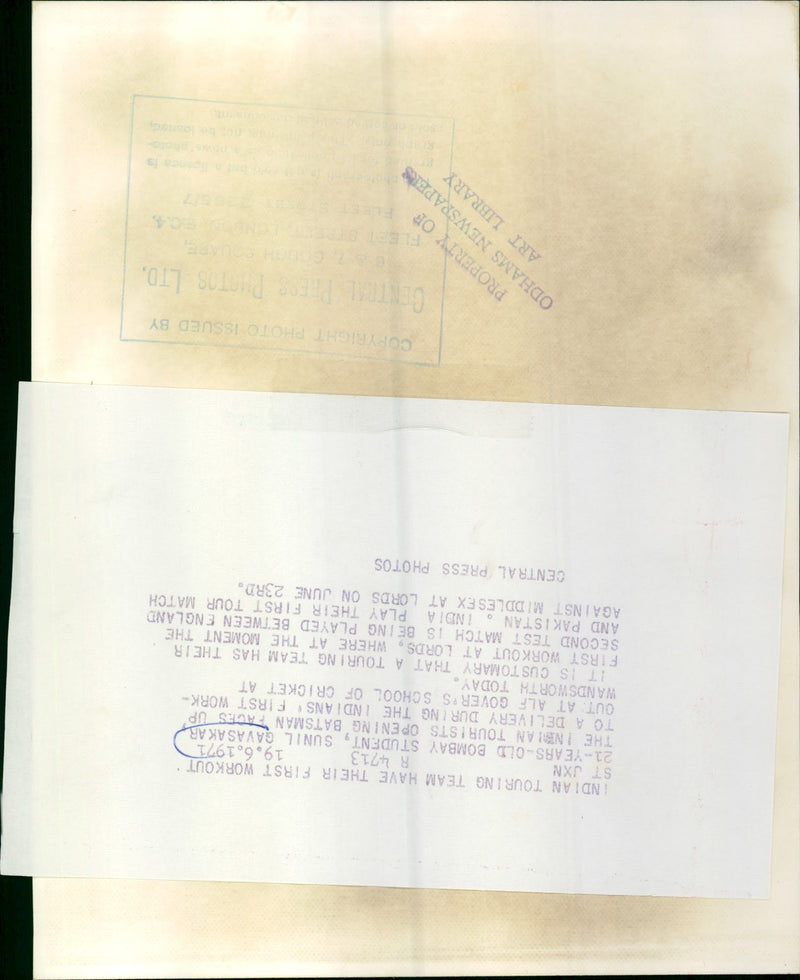 INDIAN TOURING TEAM HAVE THEIR FIRST WORKOUT.
ST JXN R 4713 19.6.1971
21-YEARS-OLD BOMBAY STUDENT, SUNIL GAVASAKAR,
THE INDIAN TOURISTS OPENING BATSMAN FACES UP
TO A DELIVERY DURING THE INDIANS' FIRST WORK-
OUT AT ALF GOVER'S SCHOOL OF CRICKET AT
WANDSWORTH TODAY.
IT IS CUSTOMARY THAT A TOURING TEAM HAS THEIR
FIRST WORKOUT AT LORDS, WHERE AT THE MOMENT THE
SECOND TEST MATCH IS BEING PLAYED BETWEEN ENGLAND
AND PAKISTAN. INDIA PLAY THEIR FIRST TOUR MATCH
AGAINST MIDDLESEX AT LORDS ON JUNE 23RD.
CENTRAL PRESS PHOTOS
COPYRIGHT PHOTO ISSUED BY
CENTRAL PRESS PHOTOS LTD.
6 & 7, GOUGH SQUARE,
FLEET STREET, LONDON, E.C.4.
FLEET STREET
PROPERTY OF
ODHAMS NEWSPAPERS
ART LIBRARY